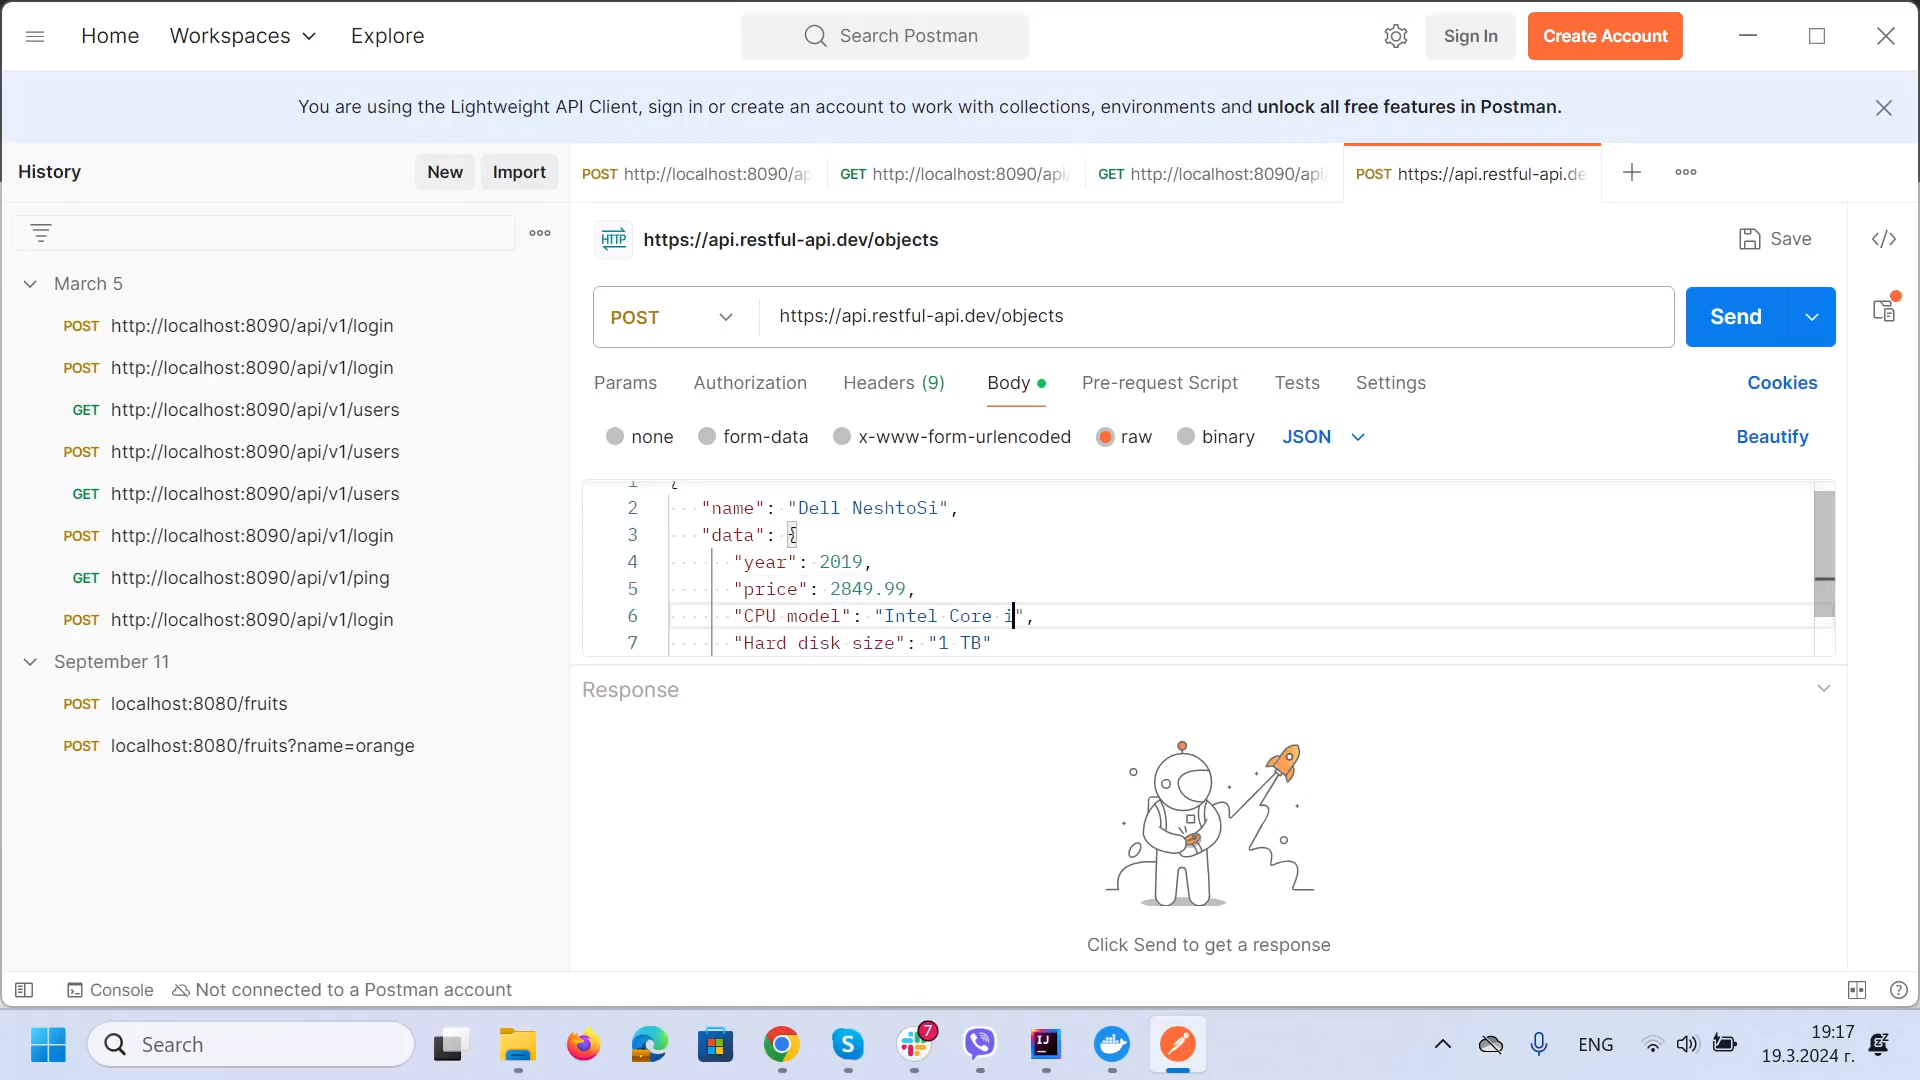 Home
Workspaces
Explore
Search Postman
Sign In
Create Account
You are using the Lightweight API Client, sign in or create an account to work with collections, environments and unlock all free features in Postman.
History
New
Import
POST http://localhost:8090/ap
GET http://localhost:8090/api/
GET http://localhost:8090/api/
POST https://api.restful-api.de
March 5
POST http://localhost:8090/api/v1/login
POST http://localhost:8090/api/v1/login
GET http://localhost:8090/api/v1/users
POST http://localhost:8090/api/v1/users
GET http://localhost:8090/api/v1/users
POST http://localhost:8090/api/v1/login
GET http://localhost:8090/api/v1/ping
POST http://localhost:8090/api/v1/login
September 11
POST localhost:8080/fruits
POST localhost:8080/fruits?name=orange
HTTP
https://api.restful-api.dev/objects
Save
</>
POST
https://api.restful-api.dev/objects
Send
Params
Authorization
Headers (9)
Body
Pre-request Script
Tests
Settings
Cookies
none
form-data
x-www-form-urlencoded
raw
binary
JSON
Beautify
1 {
2 "name": "Dell NeshtoSi",
3 "data": {
4 "year": 2019,
5 "price": 2849.99,
6 "CPU model": "Intel Core i",
7 "Hard disk size": "1 TB"
Response
Click Send to get a response
Console
Not connected to a Postman account
Search
S
7
IJ
ENG
19:17
19.3.2024 г.